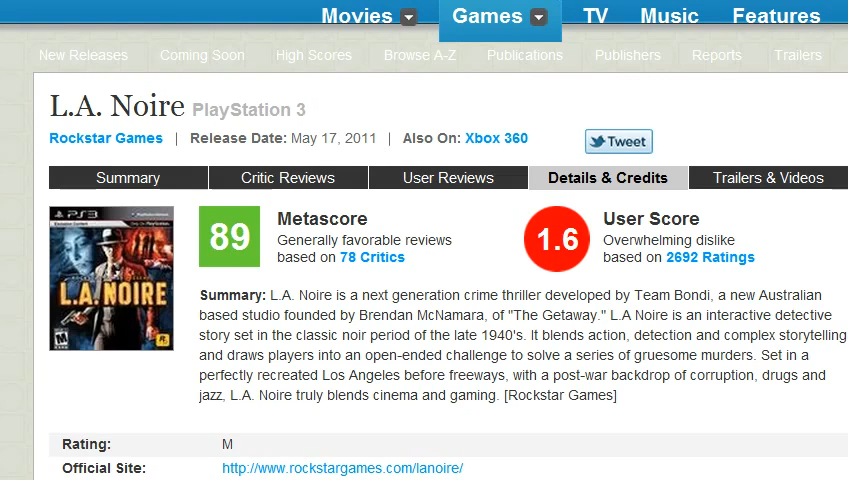 Movies Games TV Music Features
New Releases Coming Soon High Scores Browse A-Z Publications Publishers Reports Trailers
L.A. Noire PlayStation 3
Rockstar Games | Release Date: May 17, 2011 | Also On: Xbox 360 Tweet
Summary Critic Reviews User Reviews Details & Credits Trailers & Videos
PS3
L.A. NOIRE
89
Metascore
Generally favorable reviews
based on 78 Critics
1.6
User Score
Overwhelming dislike
based on 2692 Ratings
Summary: L.A. Noire is a next generation crime thriller developed by Team Bondi, a new Australian
based studio founded by Brendan McNamara, of "The Getaway." L.A Noire is an interactive detective
story set in the classic noir period of the late 1940's. It blends action, detection and complex storytelling
and draws players into an open-ended challenge to solve a series of gruesome murders. Set in a
perfectly recreated Los Angeles before freeways, with a post-war backdrop of corruption, drugs and
jazz, L.A. Noire truly blends cinema and gaming. [Rockstar Games]
Rating: M
Official Site: http://www.rockstargames.com/lanoire/